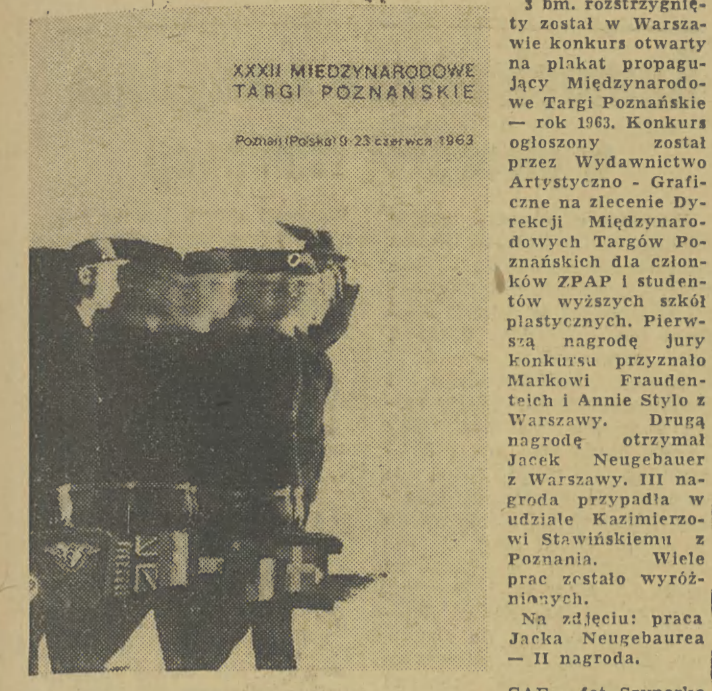 XXXII MIEDZYNARODOWE
TARGI POZNAŃSKIE
Poznań (Polska) 9-23 czerwca 1963
3 bm. rozstrzygnię-
ty został w Warsza-
wie konkurs otwarty
na plakat propagu-
jący Międzynarodo-
we Targi Poznańskie
— rok 1963. Konkurs
ogłoszony został
przez Wydawnictwo
Artystyczno - Grafi-
czne na zlecenie Dy-
rekcji Międzynaro-
dowych Targów Po-
znańskich dla człon-
ków ZPAP i studen-
tów wyższych szkół
plastycznych. Pierw-
szą nagrodę jury
konkursu przyznało
Markowi Frauden-
teich i Annie Stylo z
Warszawy. Drugą
nagrodę otrzymał
Jacek Neugebauer
z Warszawy. III na-
groda przypadła w
udziale Kazimierzo-
wi Stawińskiemu z
Poznania. Wiele
prac zostało wyróż-
nionych.
Na zdjęciu: praca
Jacka Neugebaurea
— II nagroda.